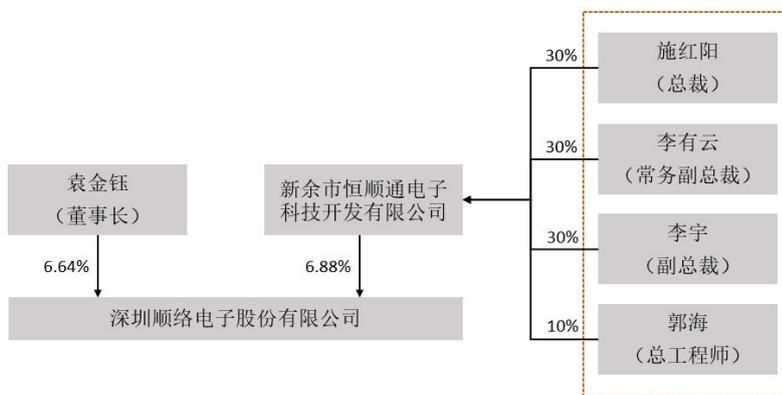 30%
施红阳
（总裁）
30%
李有云
（常务副总裁）
袁金钰
（董事长）
新余市恒顺通电子
科技开发有限公司
30%
李宇
（副总裁）
6.64%
6.88%
深圳顺络电子股份有限公司
10%
郭海
（总工程师）